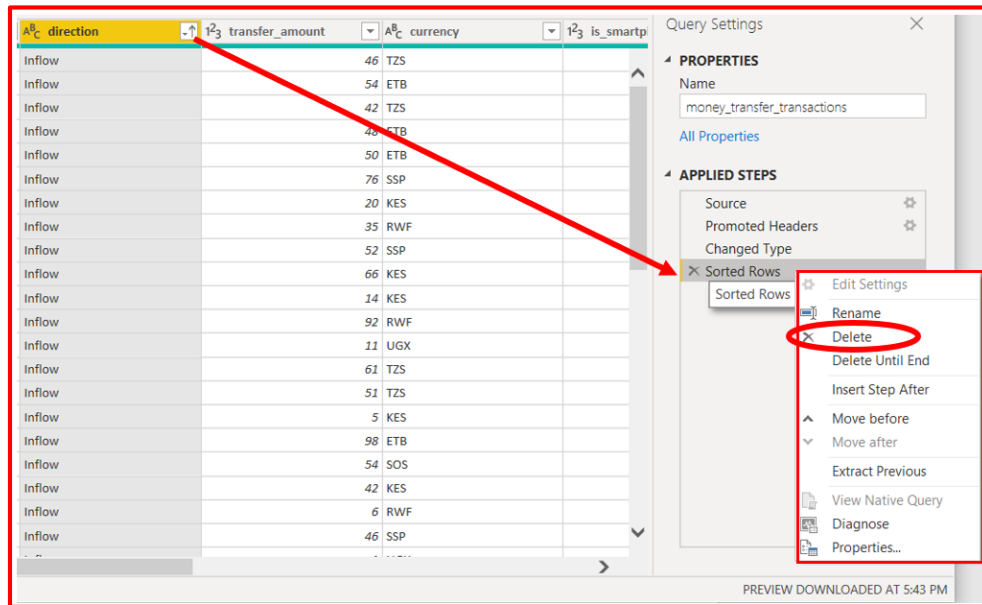 ABC direction 123 transfer_amount ABC currency 123 is_smartpl
Inflow 46 TZS
Inflow 54 ETB
Inflow 42 TZS
Inflow 48 ETB
Inflow 50 ETB
Inflow 76 SSP
Inflow 20 KES
Inflow 35 RWF
Inflow 52 SSP
Inflow 66 KES
Inflow 14 KES
Inflow 92 RWF
Inflow 11 UGX
Inflow 61 TZS
Inflow 51 TZS
Inflow 5 KES
Inflow 98 ETB
Inflow 54 SOS
Inflow 42 KES
Inflow 6 RWF
Inflow 46 SSP
Query Settings
PROPERTIES
Name
money_transfer_transactions
All Properties
APPLIED STEPS
Source
Promoted Headers
Changed Type
Sorted Rows
Sorted Rows
Edit Settings
Rename
Delete
Delete Until End
Insert Step After
Move before
Move after
Extract Previous
View Native Query
Diagnose
Properties...
PREVIEW DOWNLOADED AT 5:43 PM